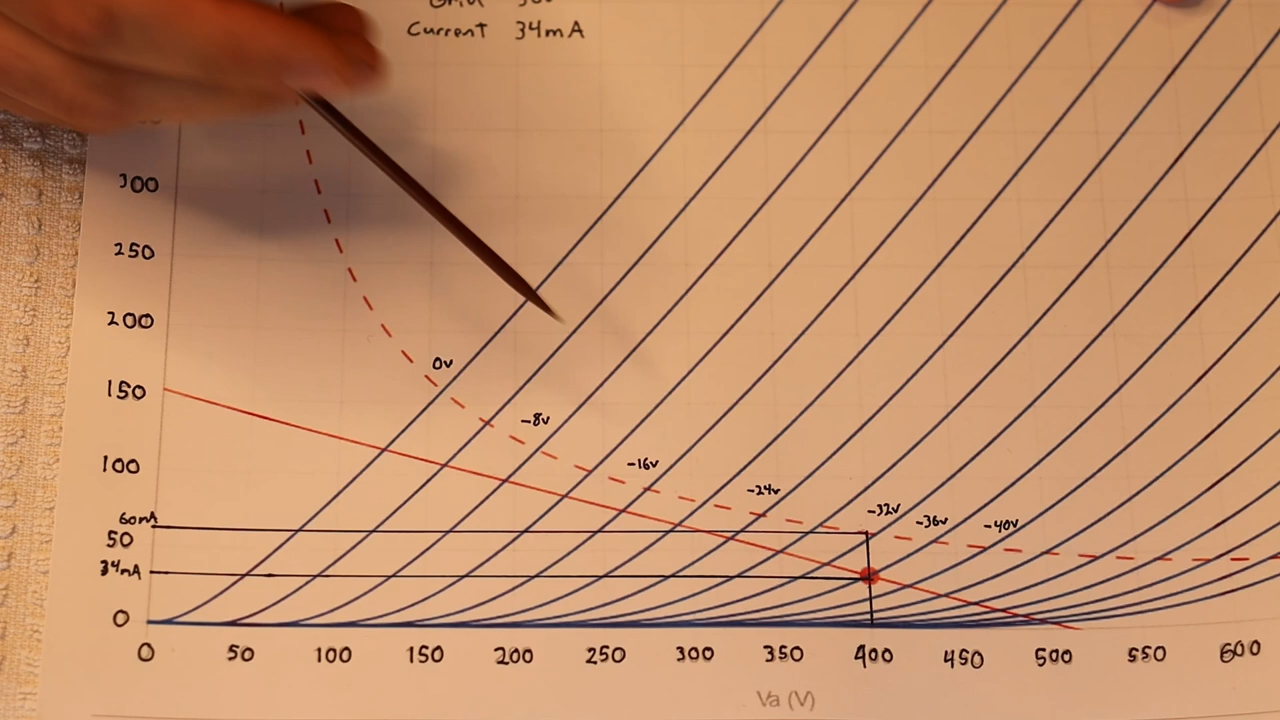 Current 34mA
300
250
200
150
100
60mA
50
34mA
0
0v
-8v
-16v
-24v
-32v
-36v
-40v
0 50 100 150 200 250 300 350 400 450 500 550 600
Va (V)